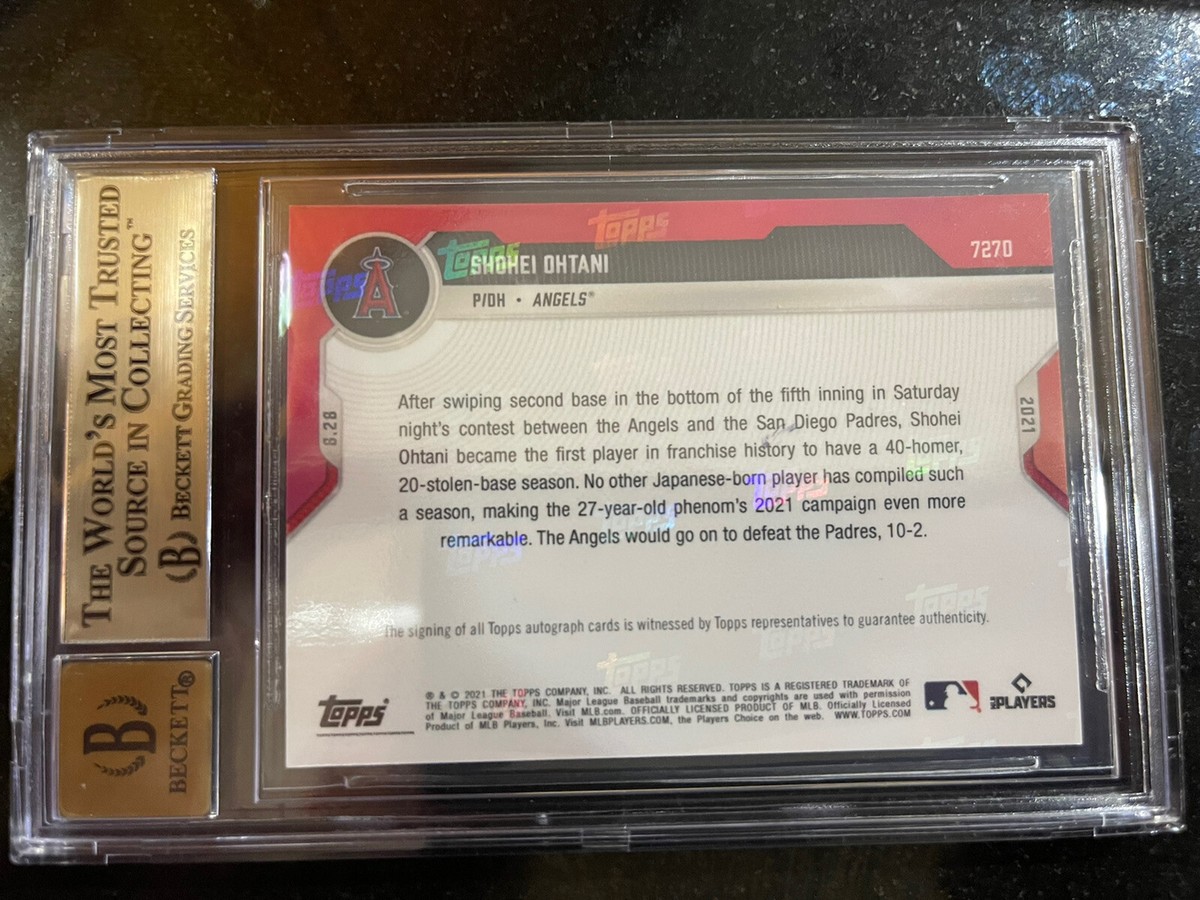 THE WORLD'S MOST TRUSTED
SOURCE IN COLLECTING™
BECKETT GRADING SERVICES
B
B
BECKETT®
Topps
Topps
Topps
A
SHOHEI OHTANI
727D
P/DH • ANGELS®
8.28
2021
After swiping second base in the bottom of the fifth inning in Saturday
night's contest between the Angels and the San Diego Padres, Shohei
Ohtani became the first player in franchise history to have a 40-homer,
20-stolen-base season. No other Japanese-born player has compiled such
a season, making the 27-year-old phenom's 2021 campaign even more
remarkable. The Angels would go on to defeat the Padres, 10-2.
Topps
Topps
The signing of all Topps autograph cards is witnessed by Topps representatives to guarantee authenticity.
Topps
Topps
Topps
® & © 2021 THE TOPPS COMPANY, INC. ALL RIGHTS RESERVED. TOPPS IS A REGISTERED TRADEMARK OF
THE TOPPS COMPANY, INC. Major League Baseball trademarks and copyrights are used with permission
of Major League Baseball. Visit MLB.com. OFFICIALLY LICENSED PRODUCT OF MLB. Officially Licensed
Product of MLB Players, Inc. Visit MLBPLAYERS.COM, the Players Choice on the web. WWW.TOPPS.COM
MLB PLAYERS